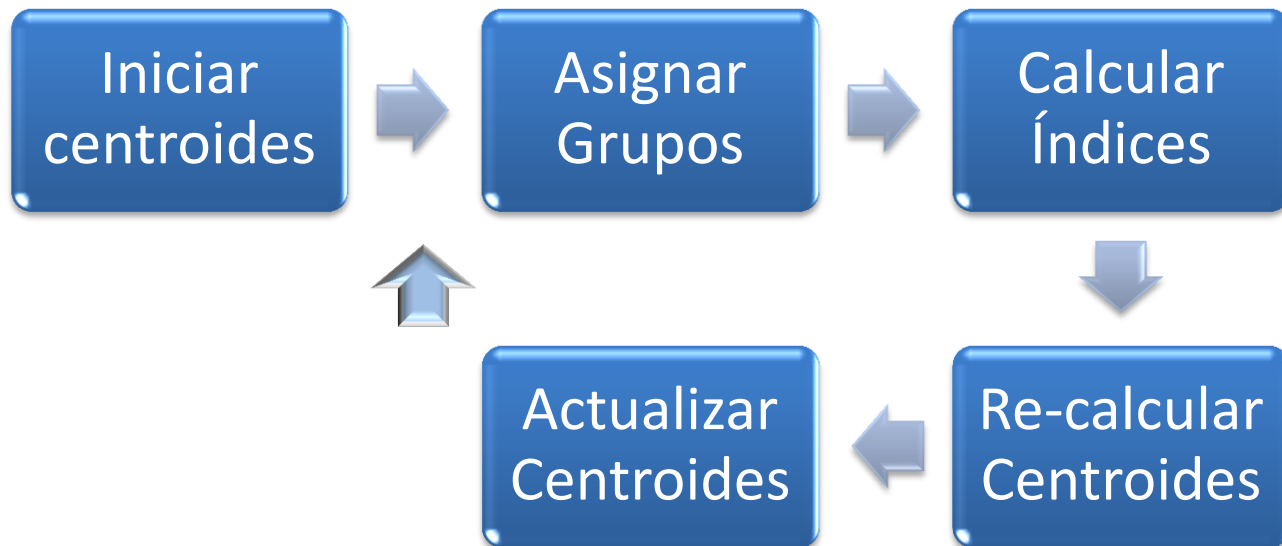 Iniciar
centroides
Asignar
Grupos
Calcular
Índices
Actualizar
Centroides
Re-calcular
Centroides